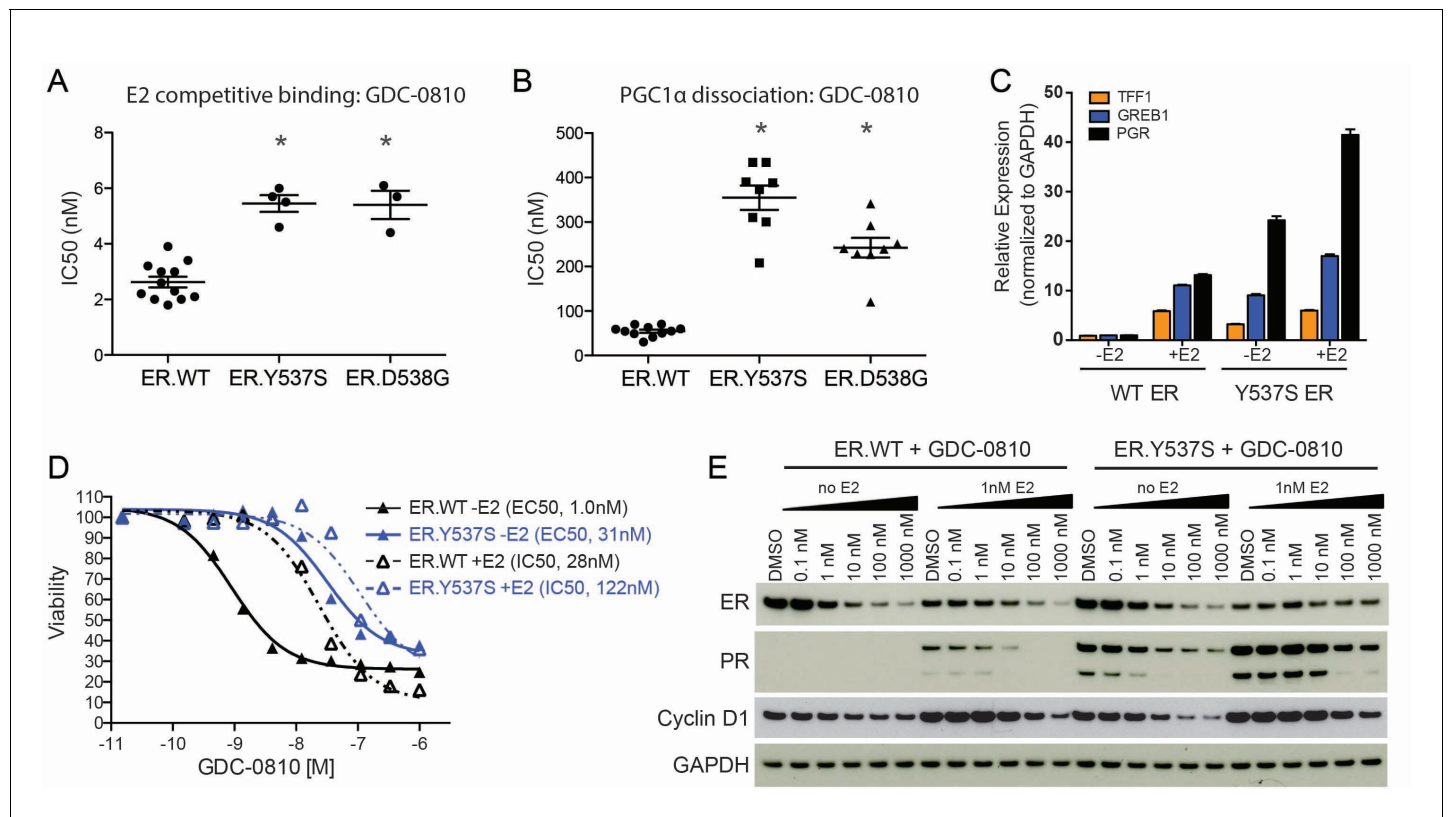 A
E2 competitive binding: GDC-0810
IC50 (nM)
8
6
4
2
0
* *
ER.WT ER.Y537S ER.D538G
B
PGC1α dissociation: GDC-0810
IC50 (nM)
500
400
300
200
100
0
* *
ER.WT ER.Y537S ER.D538G
C
Relative Expression
(normalized to GAPDH)
50
40
30
20
10
0
TFF1
GREB1
PGR
-E2 +E2 -E2 +E2
WT ER Y537S ER
D
Viability
110
100
90
80
70
60
50
40
30
20
10
0
-11 -10 -9 -8 -7 -6
GDC-0810 [M]
ER.WT -E2 (EC50, 1.0nM)
ER.Y537S -E2 (EC50, 31nM)
ER.WT +E2 (IC50, 28nM)
ER.Y537S +E2 (IC50, 122nM)
E
ER.WT + GDC-0810 ER.Y537S + GDC-0810
no E2 1nM E2 no E2 1nM E2
DMSO 0.1 nM 1 nM 10 nM 100 nM 1000 nM DMSO 0.1 nM 1 nM 10 nM 100 nM 1000 nM DMSO 0.1 nM 1 nM 10 nM 100 nM 1000 nM DMSO 0.1 nM 1 nM 10 nM 100 nM 1000 nM
ER
PR
Cyclin D1
GAPDH